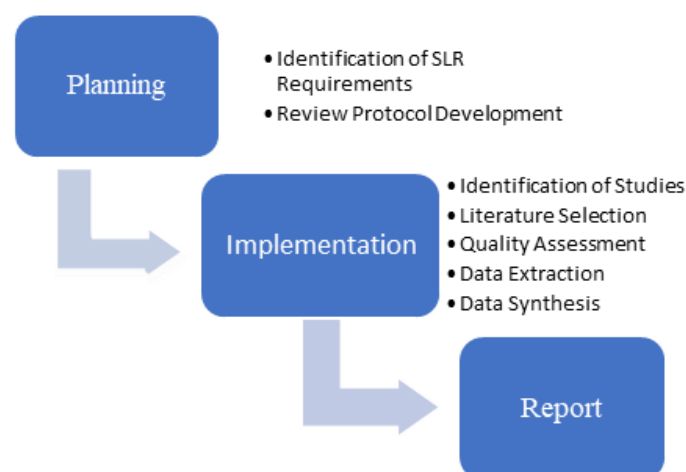 Planning
• Identification of SLR
Requirements
• Review Protocol Development
Implementation
• Identification of Studies
• Literature Selection
• Quality Assessment
• Data Extraction
• Data Synthesis
Report